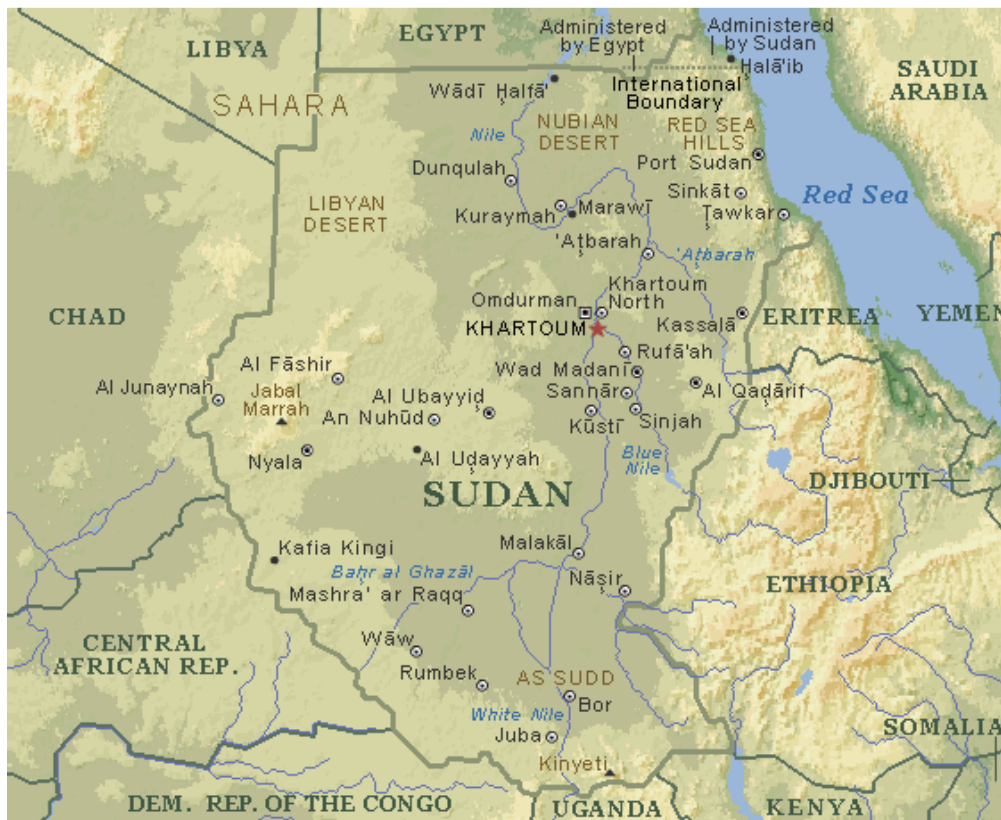 LIBYA
EGYPT
Administered
by Egypt
Administered
by Sudan
Ḥalā'ib
SAUDI
ARABIA
SAHARA
Wādī Ḥalfā'
International
Boundary
Nile
NUBIAN
DESERT
RED SEA
HILLS
Port Sudan
Dunqulah
LIBYAN
DESERT
Sinkāt
Red Sea
Kuraymah
Marawī
Ṭawkar
'Aṭbarah
'Aṭbarah
CHAD
Omdurman
Khartoum
North
KHARTOUM
Kassalā
ERITREA
YEMEN
Rufā'ah
Al Fāshir
Wad Madanī
Al Junaynah
Jabal
Marrah
Al Ubayyiḍ
Sannār
Al Qaḍārif
An Nuhūd
Kūstī
Sinjah
Nyala
Al Uḍayyah
Blue
Nile
SUDAN
DJIBOUTI
Malakāl
Kafia Kingi
Baḥr al Ghazāl
Nāṣir
Mashra' ar Raqq
ETHIOPIA
CENTRAL
AFRICAN REP.
Wāw
Rumbek
AS SUDD
Bor
White Nile
Juba
SOMALIA
Kinyeti
DEM. REP. OF THE CONGO
UGANDA
KENYA